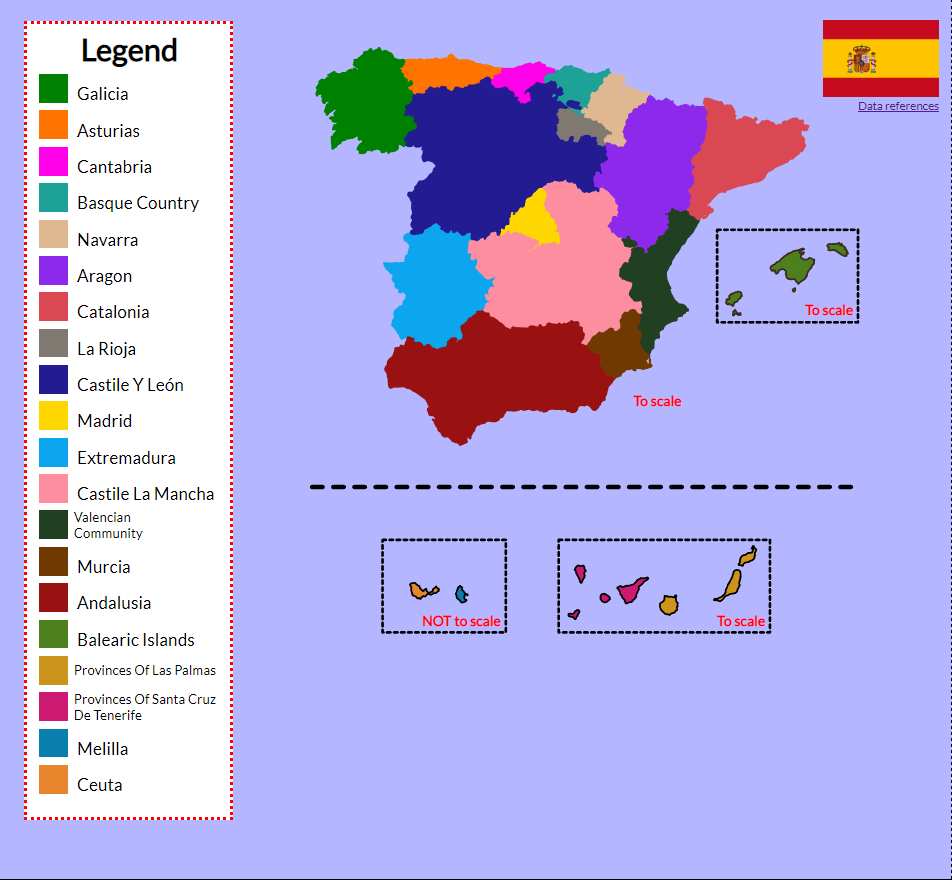 Legend
Galicia
Asturias
Cantabria
Basque Country
Navarra
Aragon
Catalonia
La Rioja
Castile Y León
Madrid
Extremadura
Castile La Mancha
Valencian
Community
Murcia
Andalusia
Balearic Islands
Provinces Of Las Palmas
Provinces Of Santa Cruz
De Tenerife
Melilla
Ceuta
Data references
To scale
To scale
NOT to scale
To scale